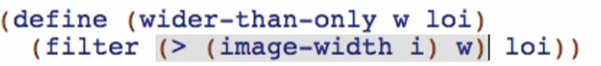 (define (wider-than-only w loi)
(filter (> (image-width i) w) loi))